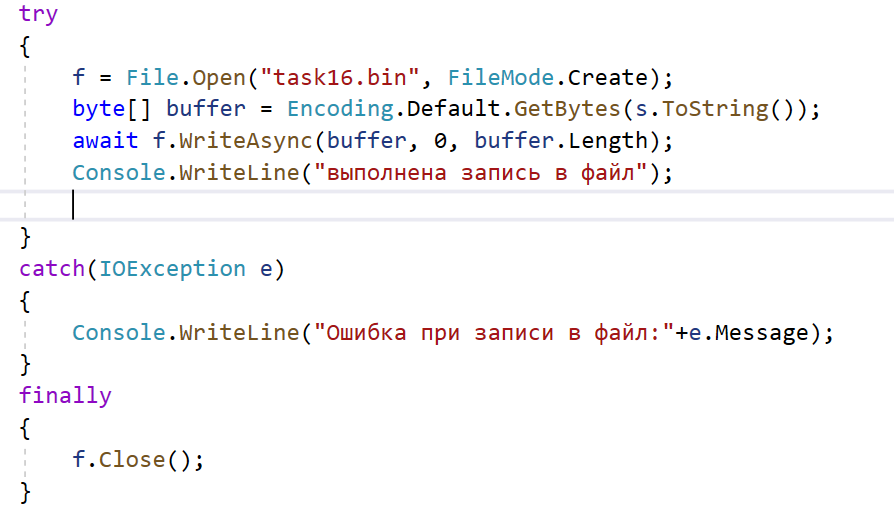 try
{
f = File.Open("task16.bin", FileMode.Create);
byte[] buffer = Encoding.Default.GetBytes(s.ToString());
await f.WriteAsync(buffer, 0, buffer.Length);
Console.WriteLine("выполнена запись в файл");
}
catch(IOException e)
{
Console.WriteLine("Ошибка при записи в файл:"+e.Message);
}
finally
{
f.Close();
}